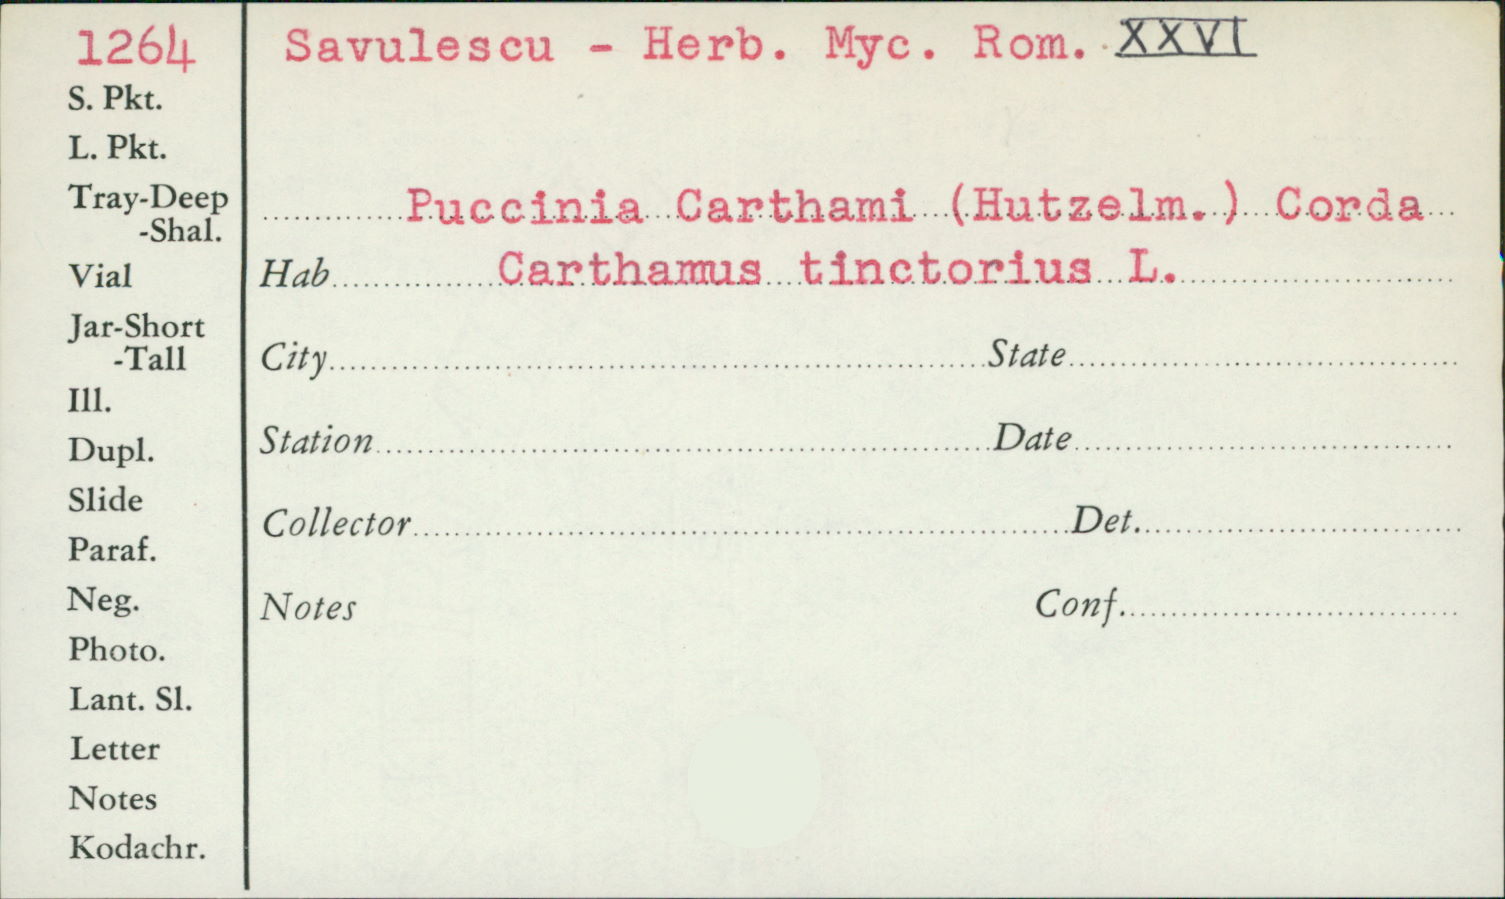 1264
Savulescu - Herb. Myc. Rom. XXVI
S. Pkt.
L. Pkt.
Tray-Deep
-Shal.
Vial
Jar-Short
-Tall
Ill.
Dupl.
Slide
Paraf.
Neg.
Photo.
Lant. Sl.
Letter
Notes
Kodachr.
Puccinia Carthami (Hutzelm.) Corda
Hab Carthamus tinctorius L.
City State
Station Date
Collector Det.
Notes Conf.